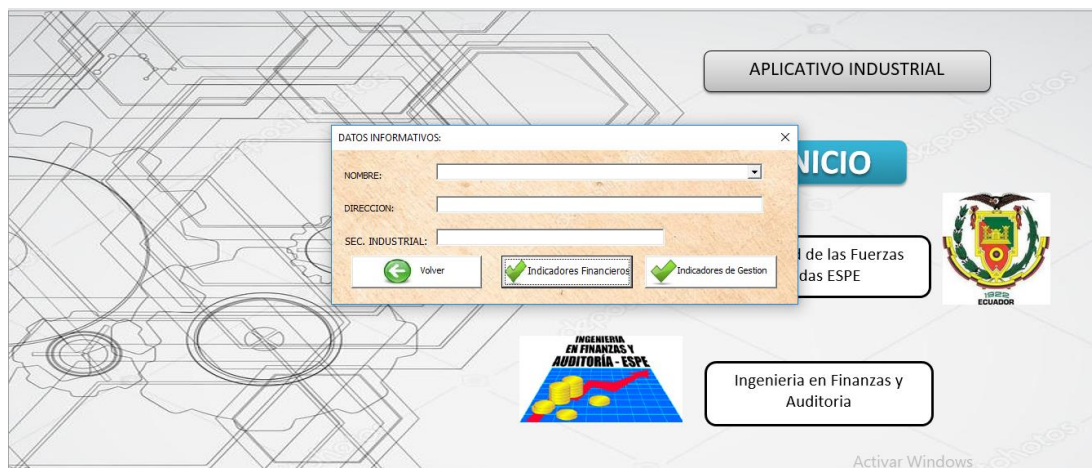 APLICATIVO INDUSTRIAL
DATOS INFORMATIVOS:
NICIO
NOMBRE:
DIRECCION:
SEC. INDUSTRIAL:
Volver
Indicadores Financieros
Indicadores de Gestion
d de las Fuerzas
das ESPE
1922
ECUADOR
INGENIERIA
EN FINANZAS Y
AUDITORÍA - ESPE
Ingenieria en Finanzas y
Auditoria
Activar Windows